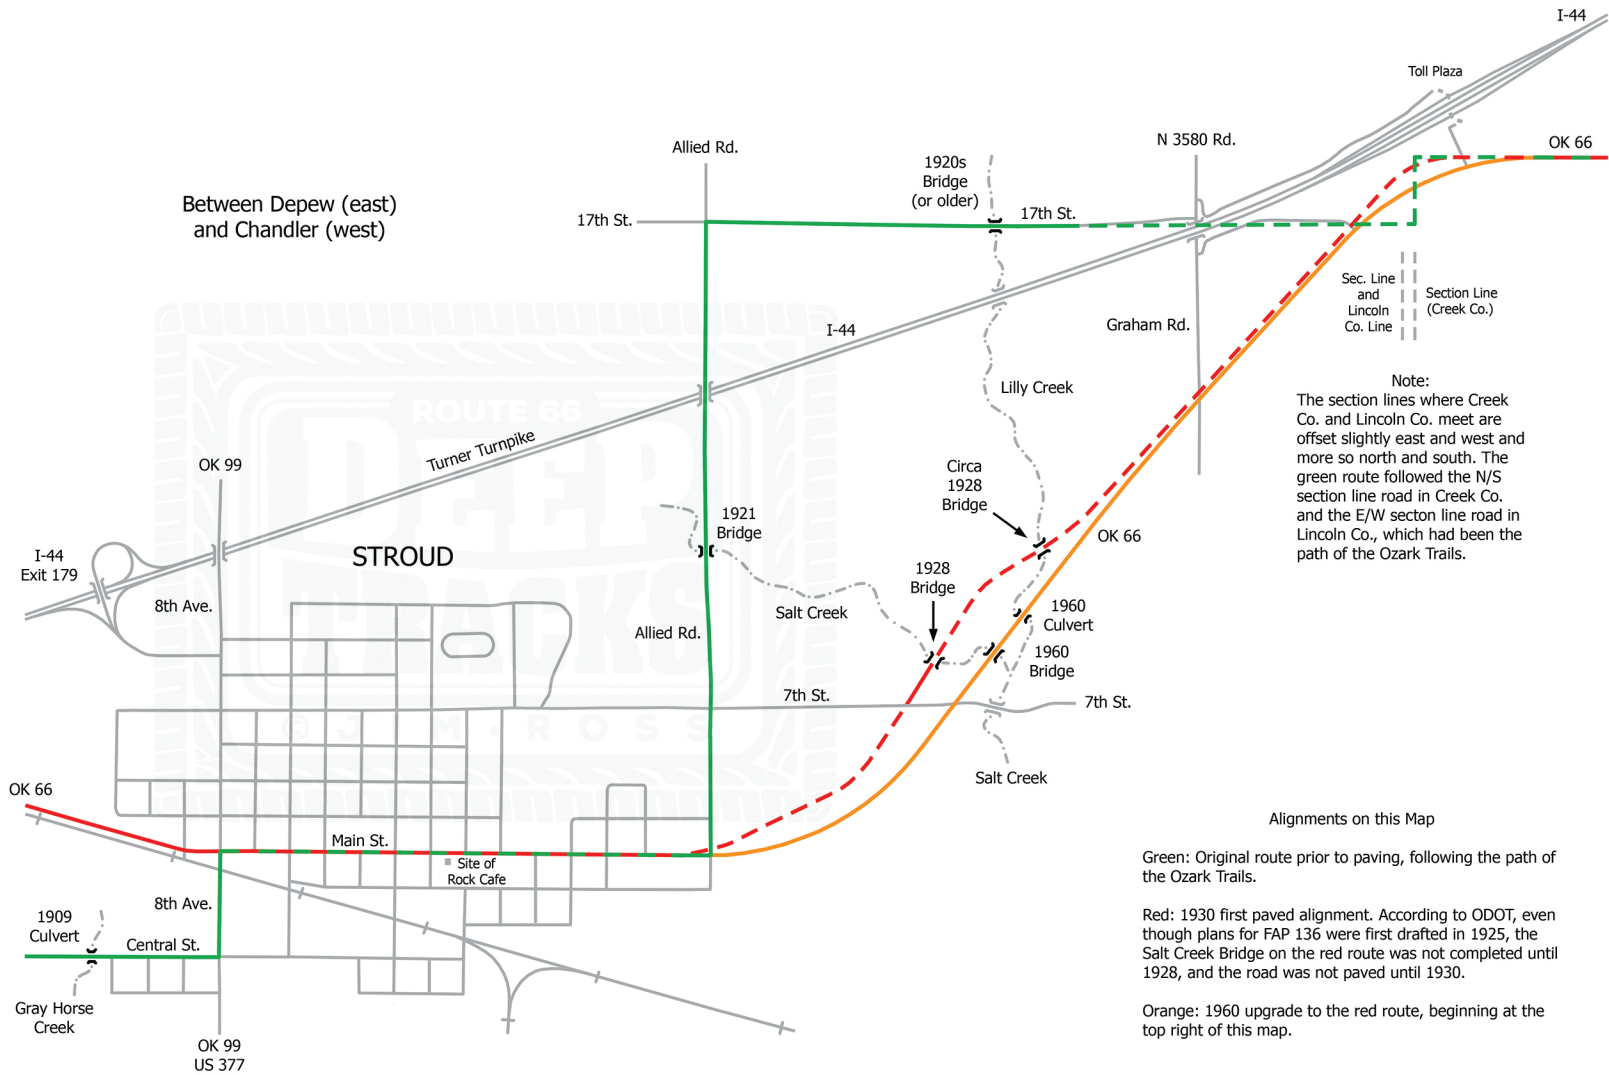 I-44
Toll Plaza
OK 66
N 3580 Rd.
Allied Rd.
1920s
Bridge
(or older)
Between Depew (east)
and Chandler (west)
17th St.
17th St.
Sec. Line
and
Lincoln
Co. Line
Section Line
(Creek Co.)
I-44
Graham Rd.
Lilly Creek
Note:
The section lines where Creek
Co. and Lincoln Co. meet are
offset slightly east and west and
more so north and south. The
green route followed the N/S
section line road in Creek Co.
and the E/W secton line road in
Lincoln Co., which had been the
path of the Ozark Trails.
ROUTE 66
DEEP
TRACKS
© JIM • ROSS
Turner Turnpike
OK 99
Circa
1928
Bridge
1921
Bridge
OK 66
I-44
Exit 179
STROUD
8th Ave.
1928
Bridge
Salt Creek
Allied Rd.
1960
Culvert
1960
Bridge
7th St.
7th St.
Salt Creek
OK 66
Main St.
Site of
Rock Cafe
8th Ave.
1909
Culvert
Central St.
Gray Horse
Creek
OK 99
US 377
Alignments on this Map
Green: Original route prior to paving, following the path of
the Ozark Trails.
Red: 1930 first paved alignment. According to ODOT, even
though plans for FAP 136 were first drafted in 1925, the
Salt Creek Bridge on the red route was not completed until
1928, and the road was not paved until 1930.
Orange: 1960 upgrade to the red route, beginning at the
top right of this map.